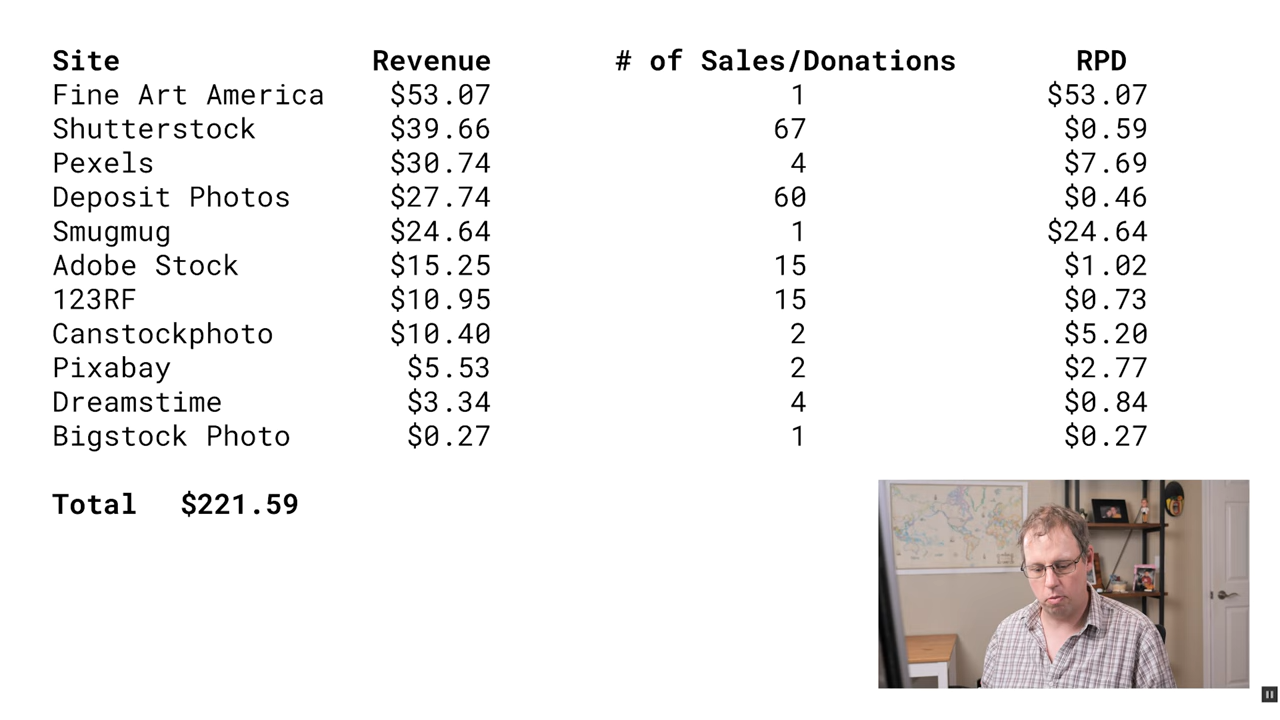 Site Revenue # of Sales/Donations RPD
Fine Art America $53.07 1 $53.07
Shutterstock $39.66 67 $0.59
Pexels $30.74 4 $7.69
Deposit Photos $27.74 60 $0.46
Smugmug $24.64 1 $24.64
Adobe Stock $15.25 15 $1.02
123RF $10.95 15 $0.73
Canstockphoto $10.40 2 $5.20
Pixabay $5.53 2 $2.77
Dreamstime $3.34 4 $0.84
Bigstock Photo $0.27 1 $0.27
Total $221.59